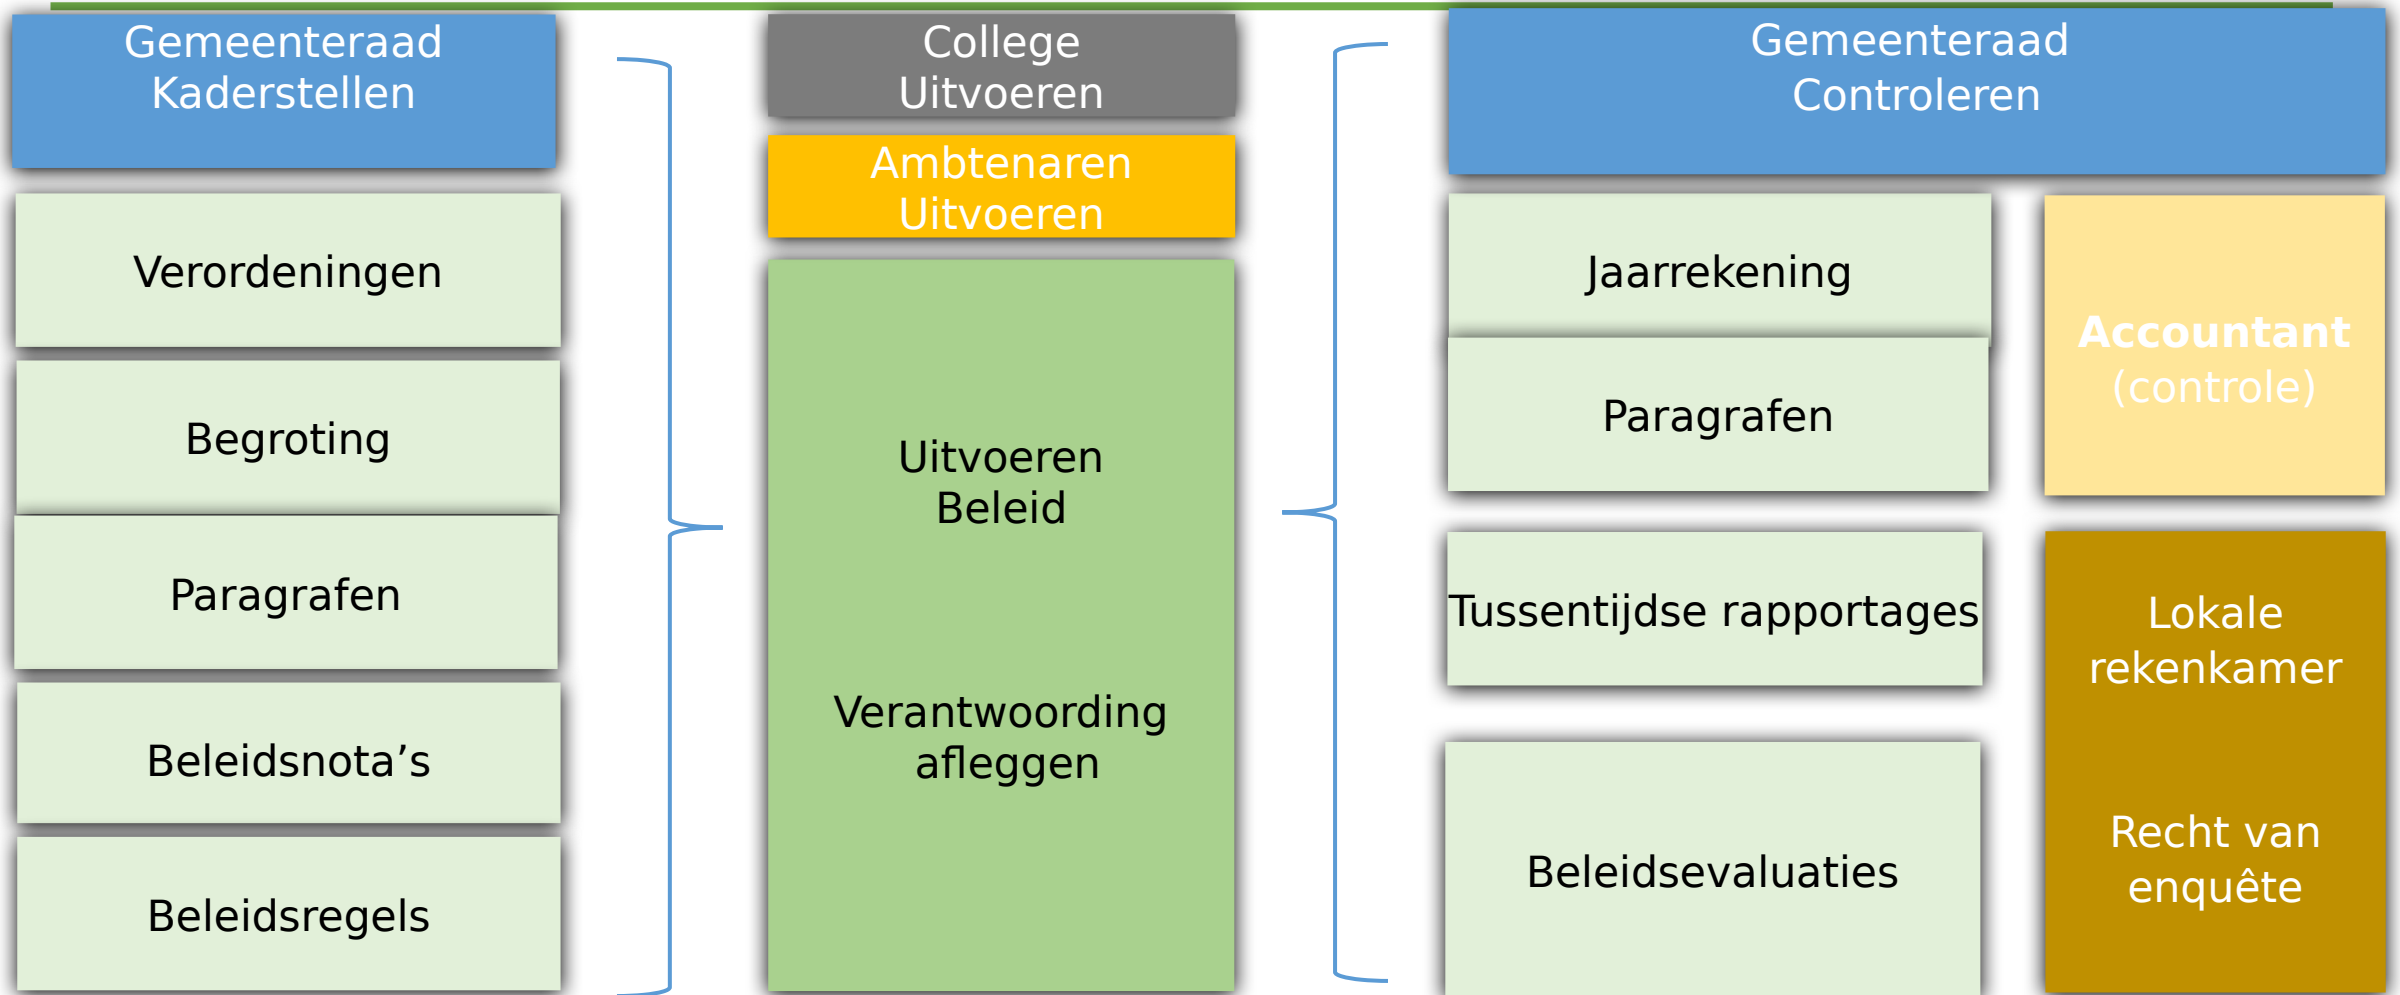 Gemeenteraad
Kaderstellen
Verordeningen
Begroting
Paragrafen
Beleidsnota’s
Beleidsregels
College
Uitvoeren
Ambtenaren
Uitvoeren
Uitvoeren
Beleid
Verantwoording
afleggen
Gemeenteraad
Controleren
Jaarrekening
Paragrafen
Tussentijdse rapportages
Beleidsevaluaties
Accountant
(controle)
Lokale
rekenkamer
Recht van
enquête